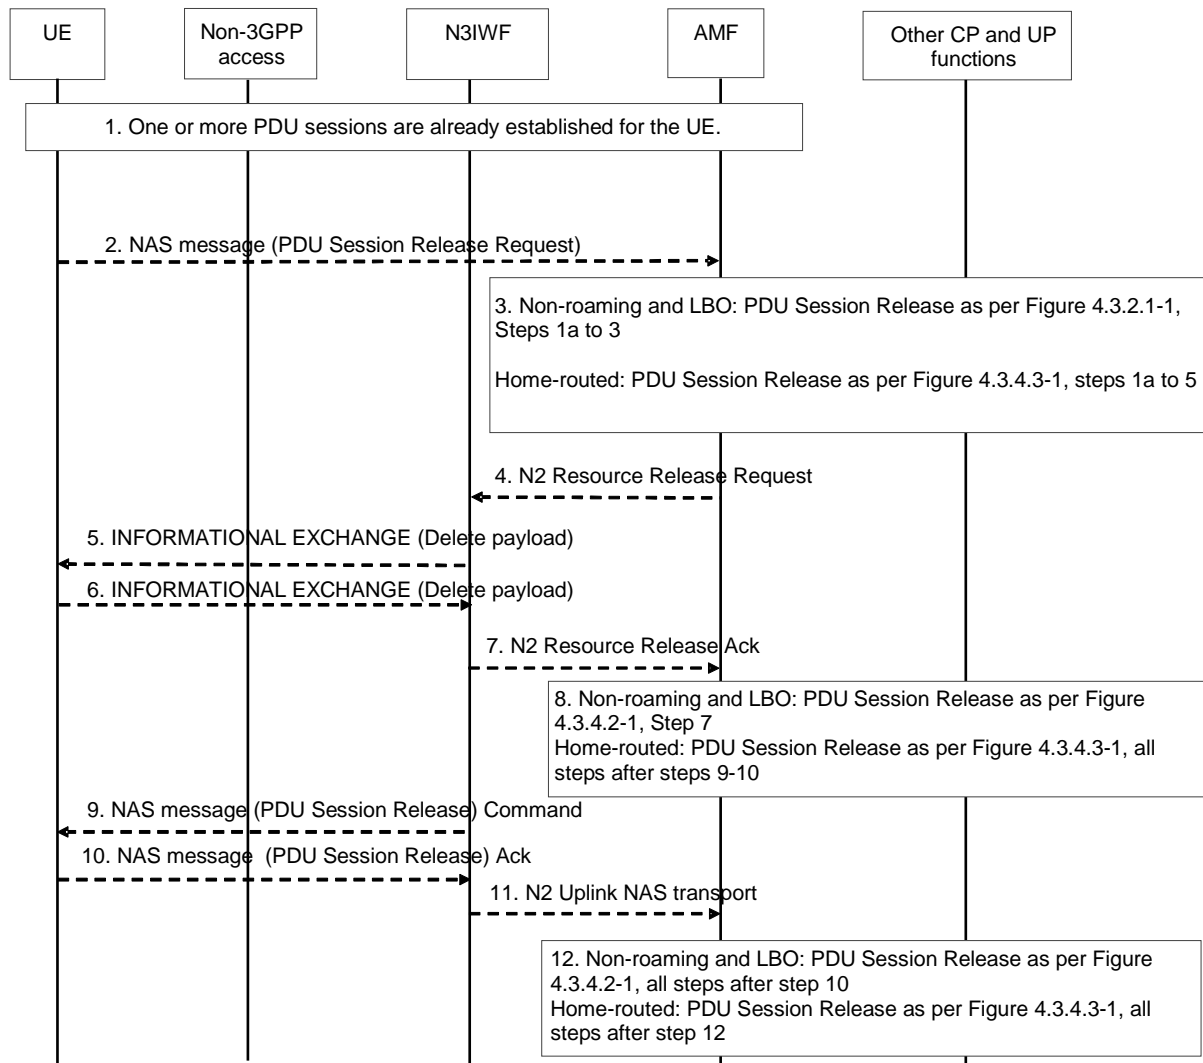 UE
Non-3GPP
access
N3IWF
AMF
Other CP and UP
functions
1. One or more PDU sessions are already established for the UE.
2. NAS message (PDU Session Release Request)
3. Non-roaming and LBO: PDU Session Release as per Figure 4.3.2.1-1,
Steps 1a to 3
Home-routed: PDU Session Release as per Figure 4.3.4.3-1, steps 1a to 5
4. N2 Resource Release Request
5. INFORMATIONAL EXCHANGE (Delete payload)
6. INFORMATIONAL EXCHANGE (Delete payload)
7. N2 Resource Release Ack
8. Non-roaming and LBO: PDU Session Release as per Figure
4.3.4.2-1, Step 7
Home-routed: PDU Session Release as per Figure 4.3.4.3-1, all
steps after steps 9-10
9. NAS message (PDU Session Release) Command
10. NAS message  (PDU Session Release) Ack
11. N2 Uplink NAS transport
12. Non-roaming and LBO: PDU Session Release as per Figure
4.3.4.2-1, all steps after step 10
Home-routed: PDU Session Release as per Figure 4.3.4.3-1, all
steps after step 12